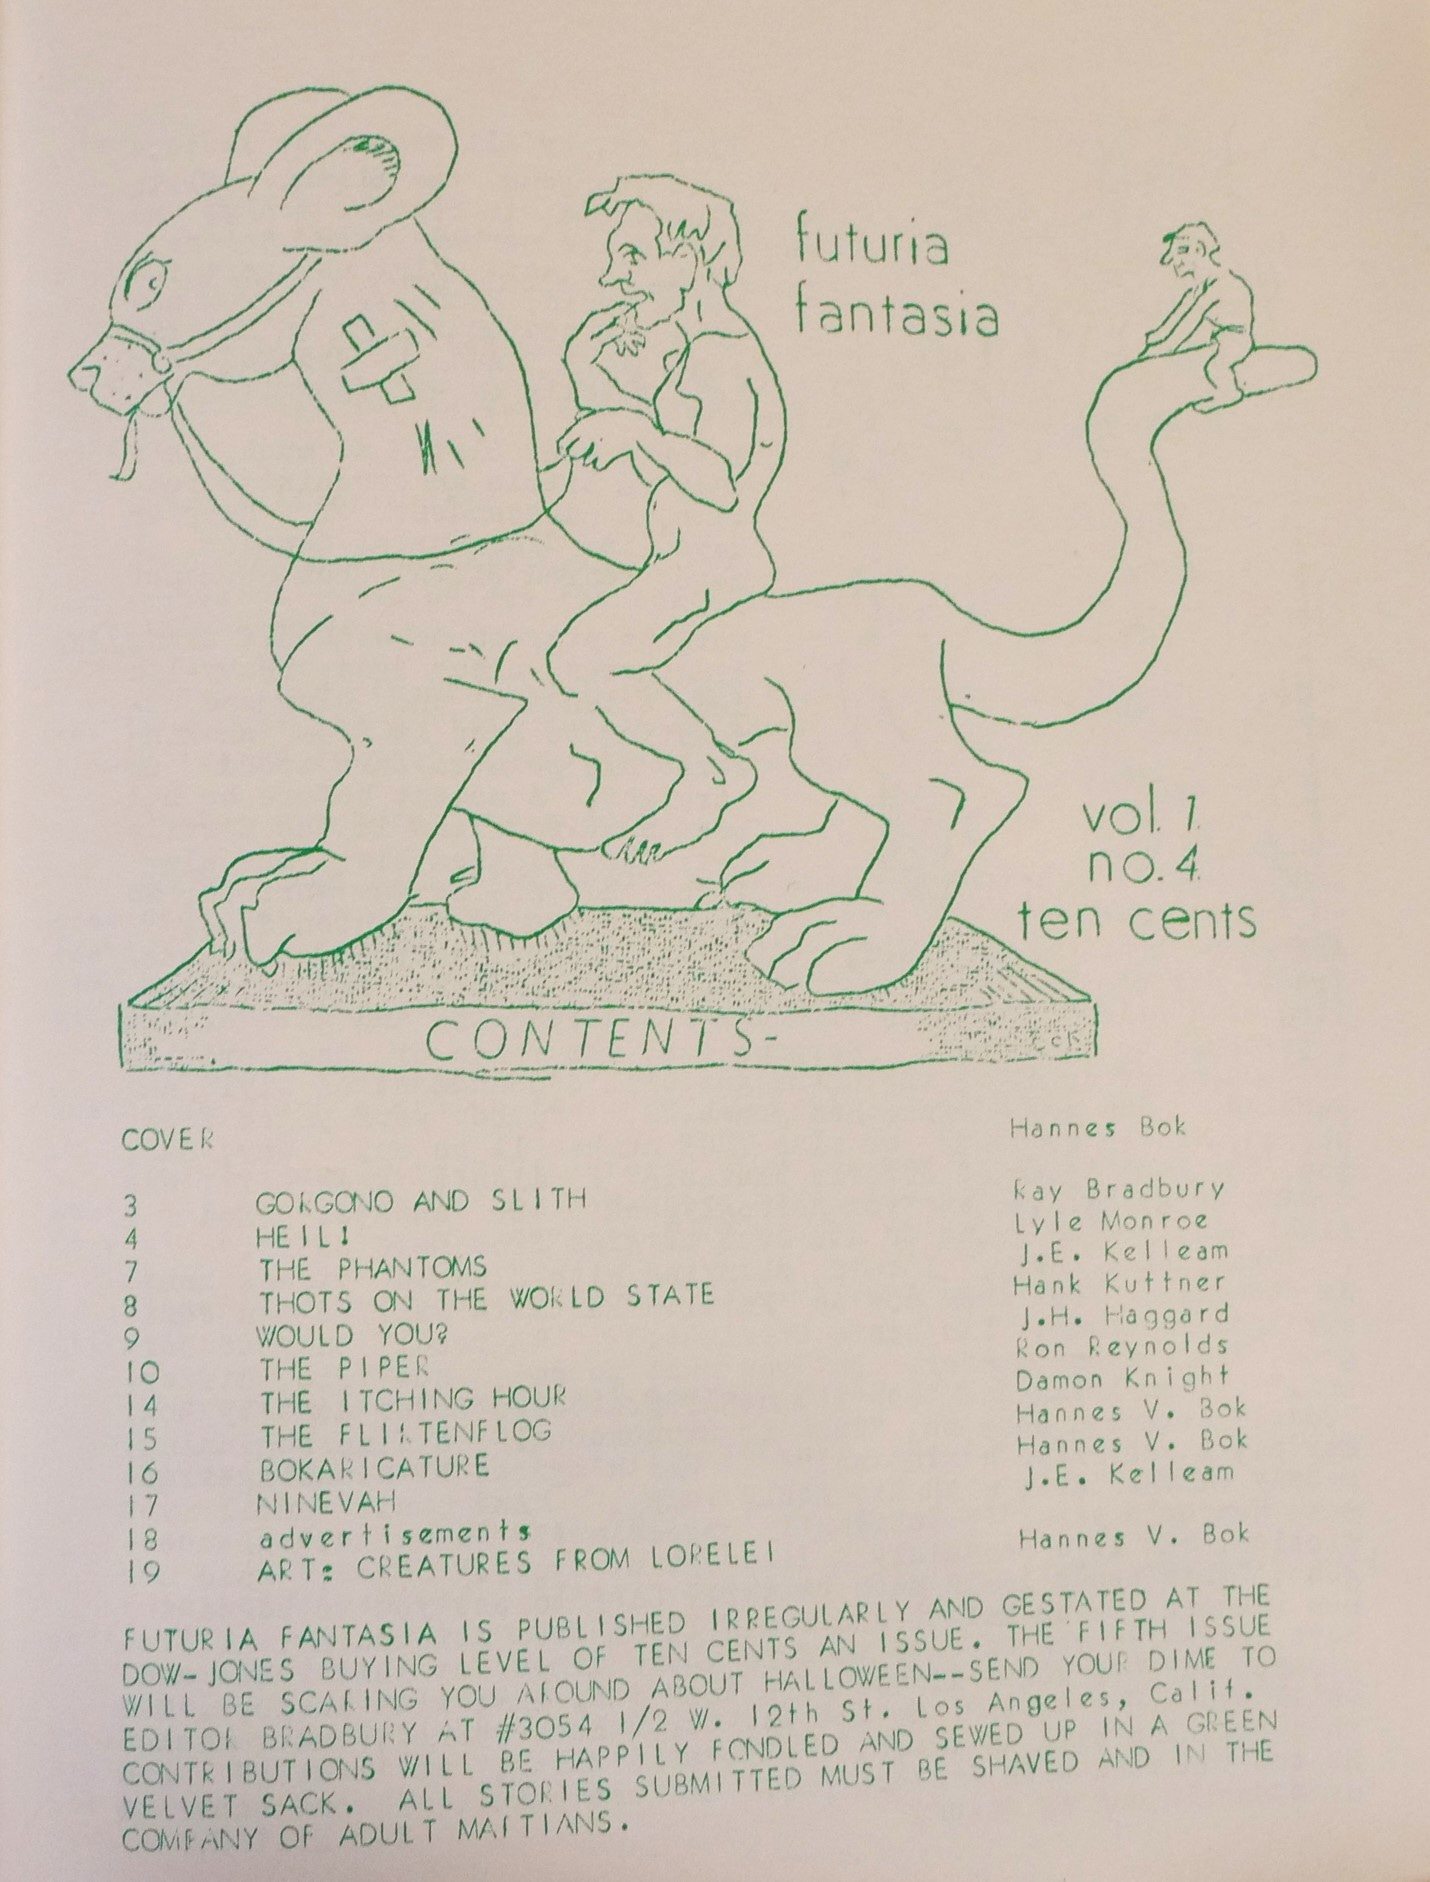 futuria
fantasia
vol. 1.
no. 4.
ten cents
CONTENTS-
COVER Hannes Bok
3 GORGONO AND SLITH Ray Bradbury
4 HEIL! Lyle Monroe
7 THE PHANTOMS J.E. Kelleam
8 THOTS ON THE WORLD STATE Hank Kuttner
9 WOULD YOU? J.H. Haggard
10 THE PIPER Ron Reynolds
14 THE ITCHING HOUR Damon Knight
15 THE FLIRTENFLOG Hannes V. Bok
16 BOKARICATURE Hannes V. Bok
17 NINEVAH J.E. Kelleam
18 advertisements
19 ART: CREATURES FROM LORELEI Hannes V. Bok
FUTURIA FANTASIA IS PUBLISHED IRREGULARLY AND GESTATED AT THE
DOW-JONES BUYING LEVEL OF TEN CENTS AN ISSUE. THE FIFTH ISSUE
WILL BE SCARING YOU AROUND ABOUT HALLOWEEN--SEND YOUR DIME TO
EDITOR BRADBURY AT #3054 1/2 W. 12th St. Los Angeles, Calif.
CONTRIBUTIONS WILL BE HAPPILY FONDLED AND SEWED UP IN A GREEN
VELVET SACK. ALL STORIES SUBMITTED MUST BE SHAVED AND IN THE
COMPANY OF ADULT MARTIANS.